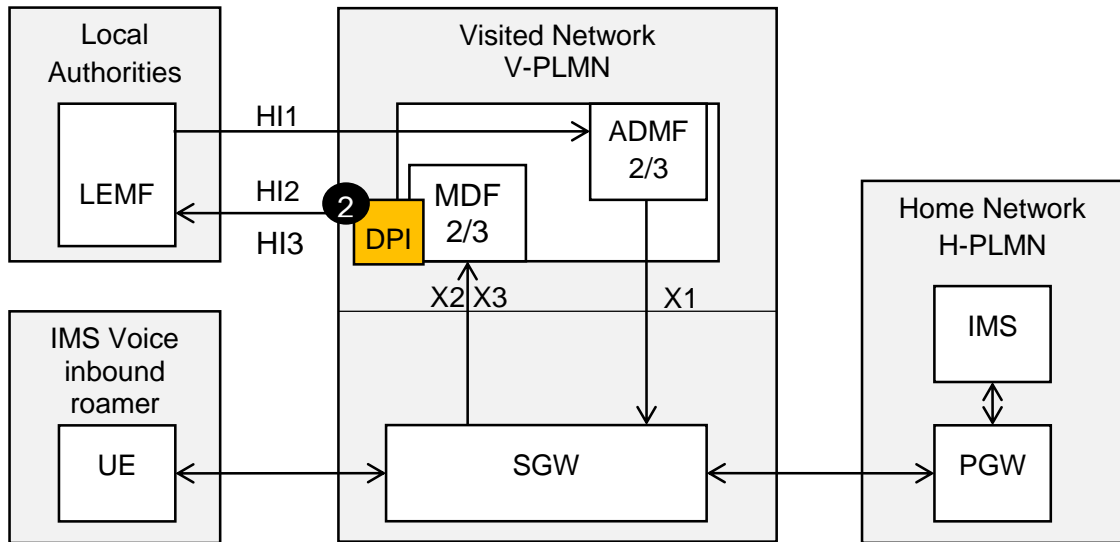 Local
Authorities
LEMF
HI1
HI2
HI3
Visited Network
V-PLMN
ADMF
2/3
2
DPI
MDF
2/3
X2 X3
X1
Home Network
H-PLMN
IMS
PGW
IMS Voice
inbound
roamer
UE
SGW